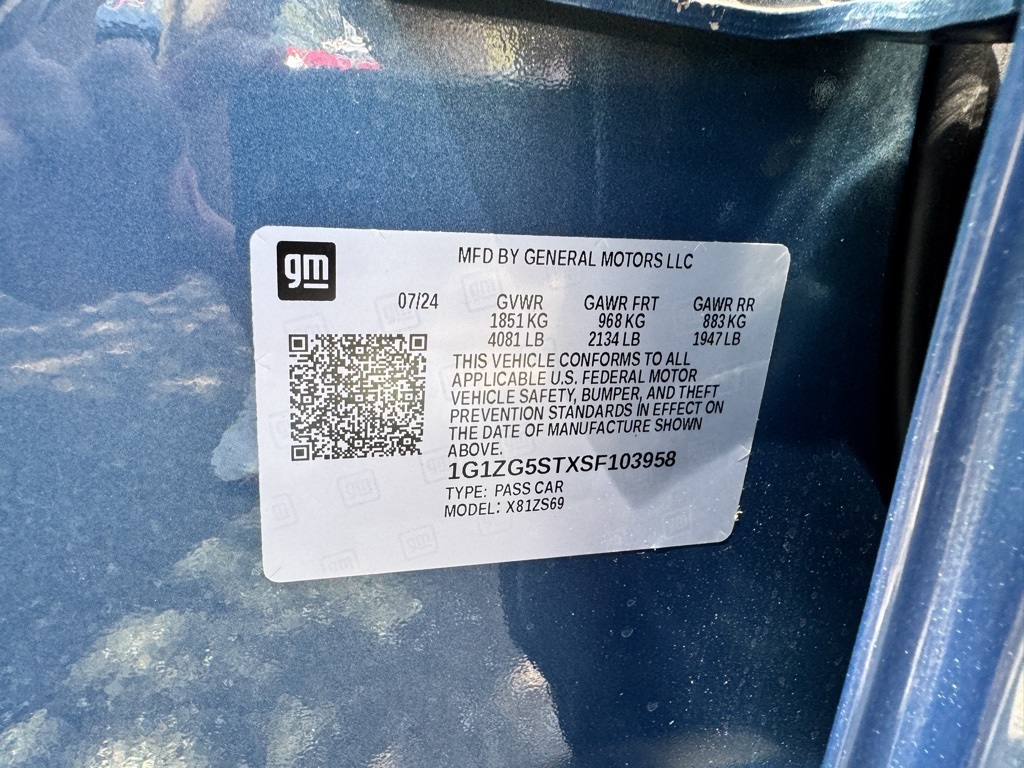 gm
MFD BY GENERAL MOTORS LLC
07/24 GVWR GAWR FRT GAWR RR
1851 KG 968 KG 883 KG
4081 LB 2134 LB 1947 LB
THIS VEHICLE CONFORMS TO ALL
APPLICABLE U.S. FEDERAL MOTOR
VEHICLE SAFETY, BUMPER, AND THEFT
PREVENTION STANDARDS IN EFFECT ON
THE DATE OF MANUFACTURE SHOWN
ABOVE.
1G1ZG5STXSF103958
TYPE: PASS CAR
MODEL: X81ZS69